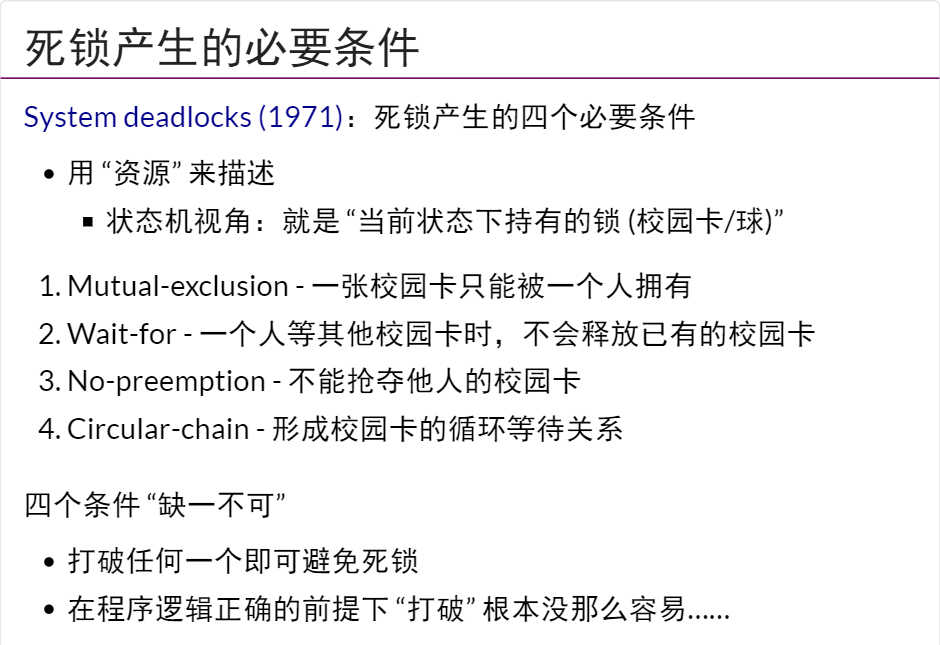 死锁产生的必要条件
System deadlocks (1971)：死锁产生的四个必要条件
• 用 “资源” 来描述
▪ 状态机视角：就是 “当前状态下持有的锁 (校园卡/球)”
1. Mutual-exclusion - 一张校园卡只能被一个人拥有
2. Wait-for - 一个人等其他校园卡时，不会释放已有的校园卡
3. No-preemption - 不能抢夺他人的校园卡
4. Circular-chain - 形成校园卡的循环等待关系
四个条件 “缺一不可”
• 打破任何一个即可避免死锁
• 在程序逻辑正确的前提下 “打破” 根本没那么容易……